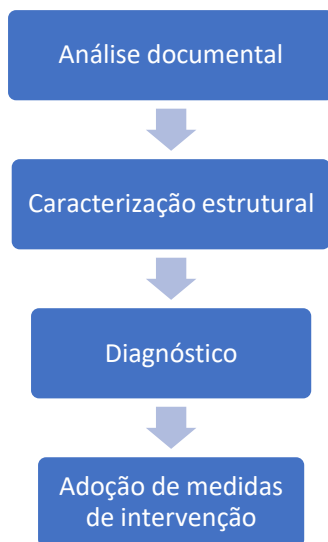 Análise documental
Caracterização estrutural
Diagnóstico
Adoção de medidas
de intervenção